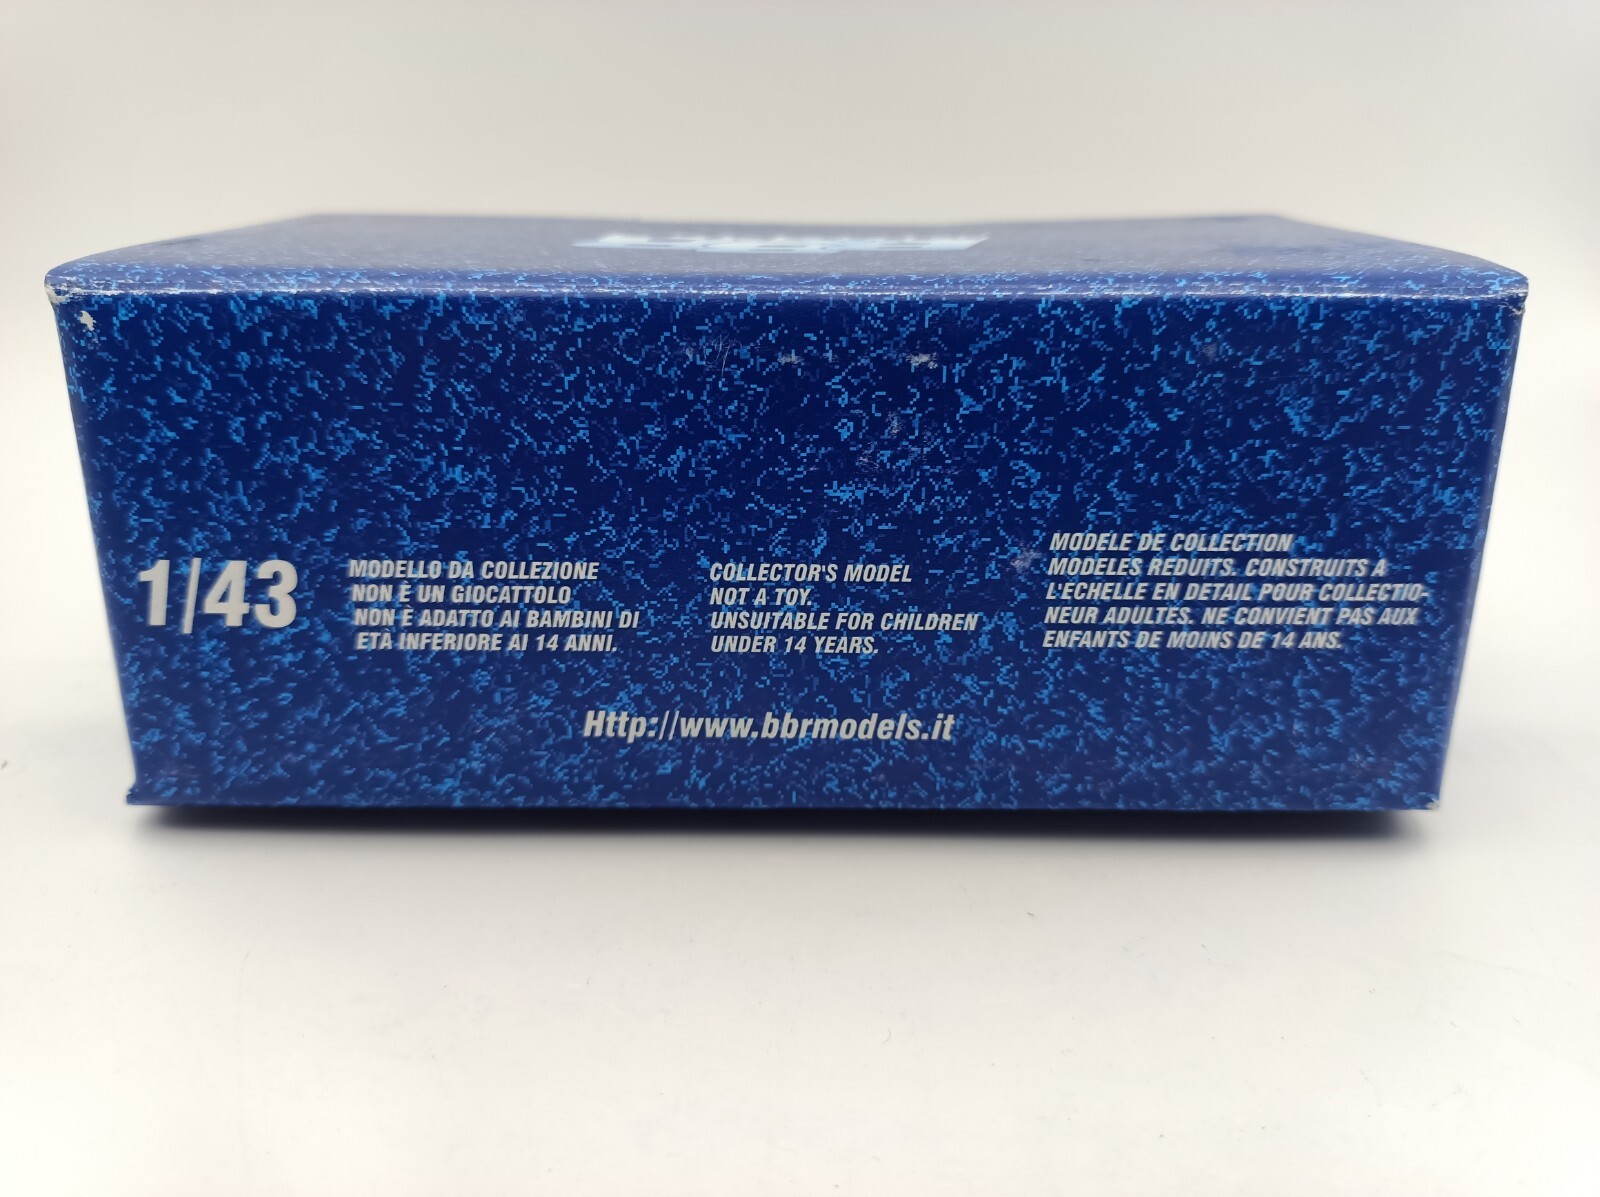 1/43
MODELLO DA COLLEZIONE
NON È UN GIOCATTOLO
NON È ADATTO AI BAMBINI DI
ETÀ INFERIORE AI 14 ANNI.
COLLECTOR'S MODEL
NOT A TOY.
UNSUITABLE FOR CHILDREN
UNDER 14 YEARS.
MODELE DE COLLECTION
MODELES REDUITS. CONSTRUITS A
L'ECHELLE EN DETAIL POUR COLLECTIO-
NEUR ADULTES. NE CONVIENT PAS AUX
ENFANTS DE MOINS DE 14 ANS.
Http://www.bbrmodels.it